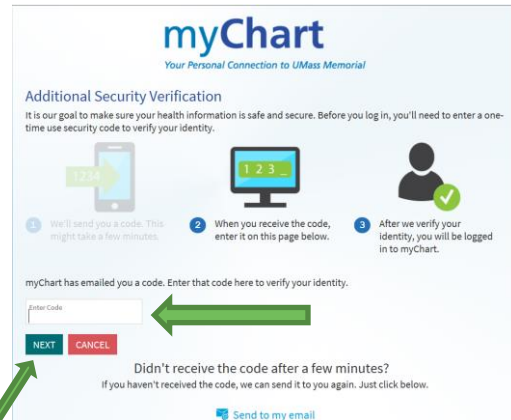 myChart
Your Personal Connection to UMass Memorial
Additional Security Verification
It is our goal to make sure your health information is safe and secure. Before you log in, you'll need to enter a one-
time use security code to verify your identity.
1234
1 2 3 _
1 We'll send you a code. This
might take a few minutes.
2 When you receive the code,
enter it on this page below.
3 After we verify your
identity, you will be logged
in to myChart.
myChart has emailed you a code. Enter that code here to verify your identity.
Enter Code
NEXT CANCEL
Didn't receive the code after a few minutes?
If you haven't received the code, we can send it to you again. Just click below.
Send to my email